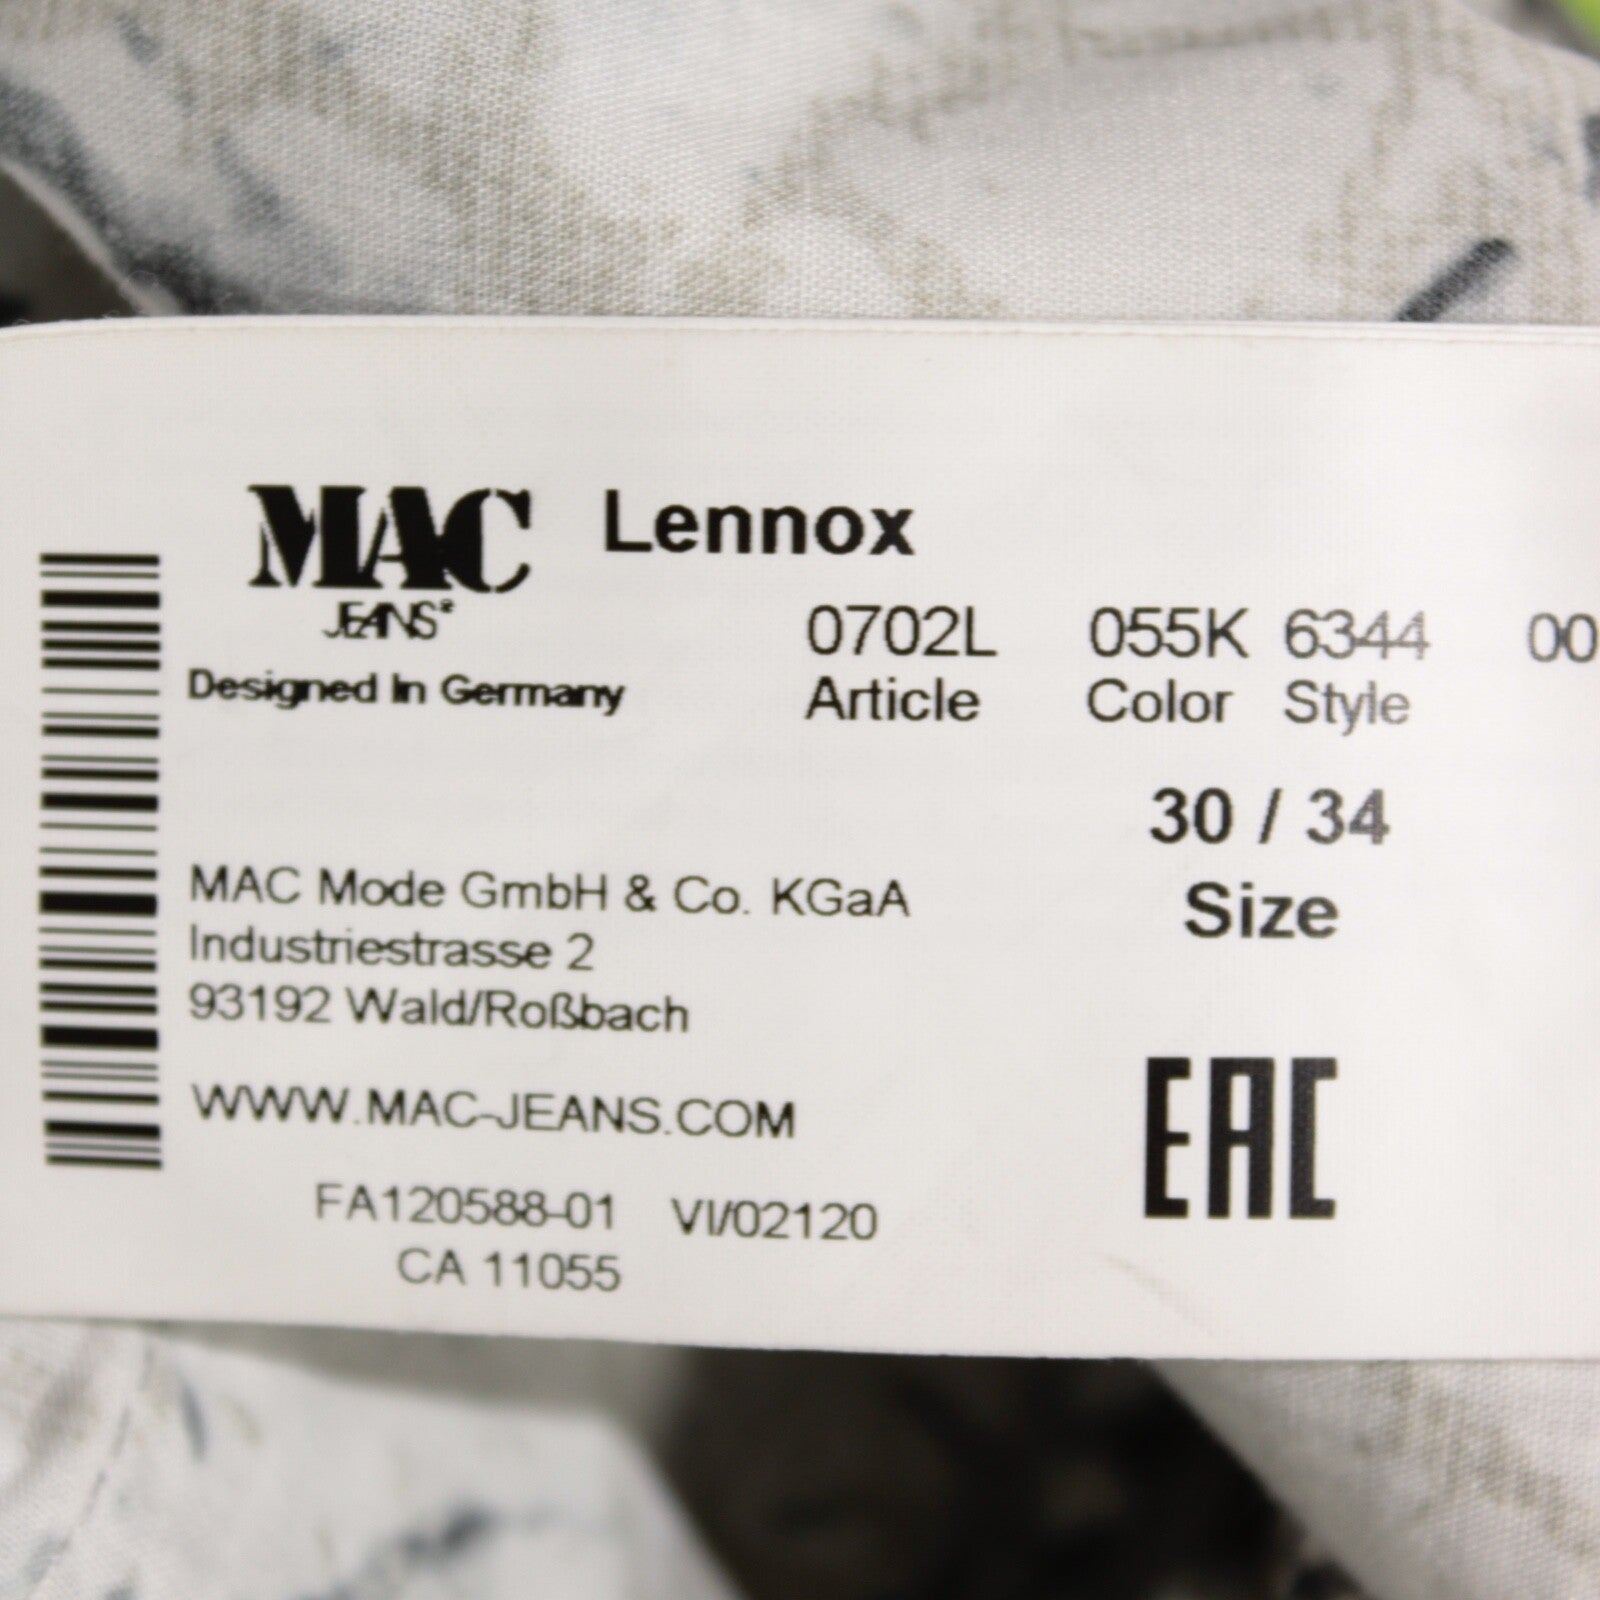 MAC Lennox
JEANS®
0702L 055K 6344 00
Designed In Germany Article Color Style
30 / 34
Size
MAC Mode GmbH & Co. KGaA
Industriestrasse 2
93192 Wald/Roßbach
WWW.MAC-JEANS.COM
EAC
FA120588-01 VI/02120
CA 11055